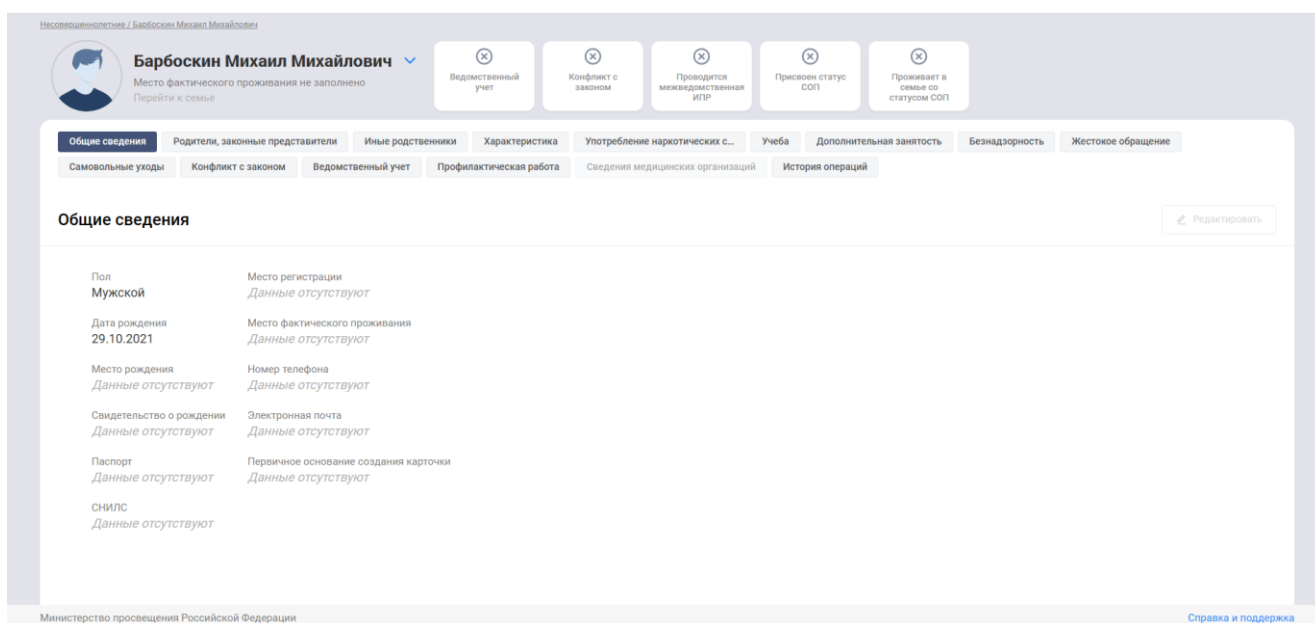 Несовершеннолетние / Барбоскин Михаил Михайлович
Барбоскин Михаил Михайлович
Место фактического проживания не заполнено
Перейти к семье
Ведомственный
учет
Конфликт с
законом
Проводится
межведомственная
ИПР
Присвоен статус
СОП
Проживает в
семье со
статусом СОП
Общие сведения Родители, законные представители Иные родственники Характеристика Употребление наркотических с... Учеба Дополнительная занятость Безнадзорность Жестокое обращение
Самовольные уходы Конфликт с законом Ведомственный учет Профилактическая работа Сведения медицинских организаций История операций
Общие сведения
Редактировать
Пол
Мужской
Место регистрации
Данные отсутствуют
Дата рождения
29.10.2021
Место фактического проживания
Данные отсутствуют
Место рождения
Данные отсутствуют
Номер телефона
Данные отсутствуют
Свидетельство о рождении
Данные отсутствуют
Электронная почта
Данные отсутствуют
Паспорт
Данные отсутствуют
Первичное основание создания карточки
Данные отсутствуют
СНИЛС
Данные отсутствуют
Министерство просвещения Российской Федерации
Справка и поддержка